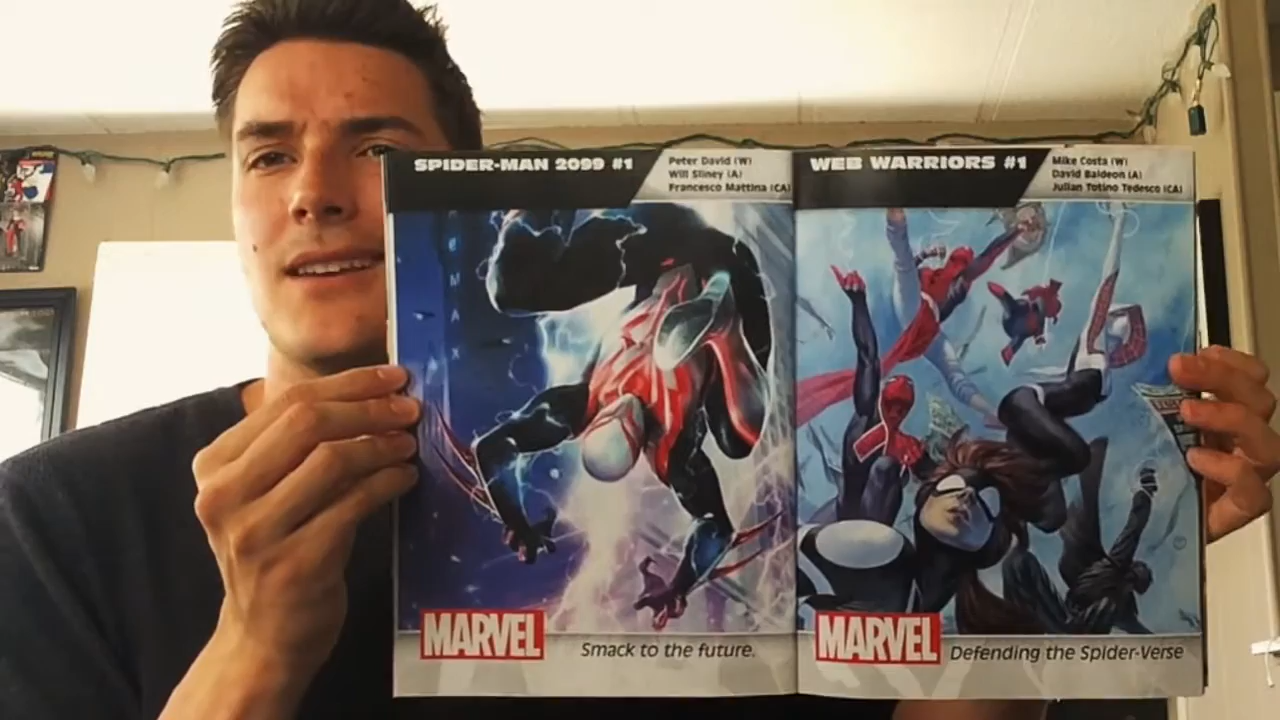 SPIDER-MAN 2099 #1
Peter David (W)
Will Sliney (A)
Francesco Mattina (CA)
MARVEL
Smack to the future.
WEB WARRIORS #1
Mike Costa (W)
David Baldeon (A)
Julian Totino Tedesco (CA)
MARVEL
Defending the Spider-Verse